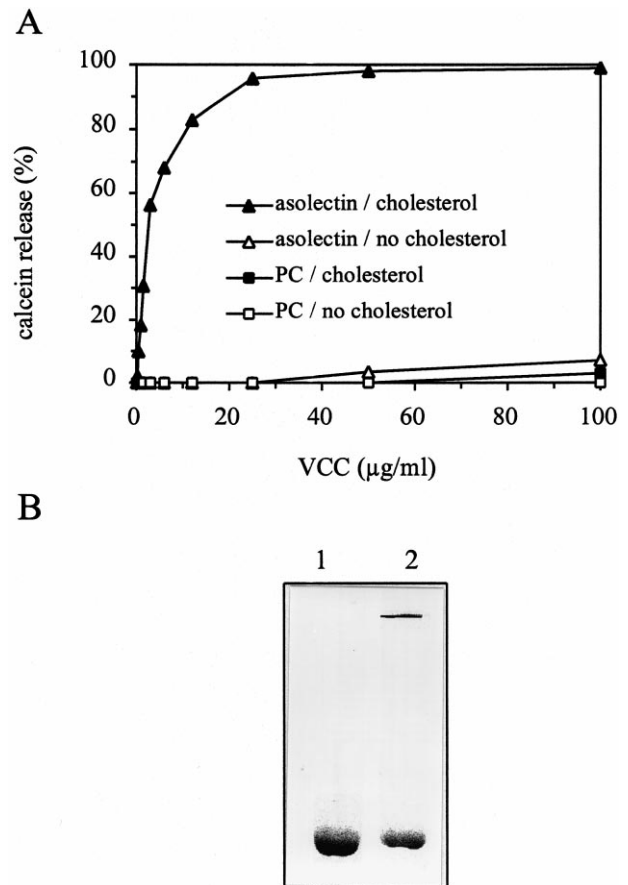 A
100
80
60
40
20
0
calcein release (%)
asolectin / cholesterol
asolectin / no cholesterol
PC / cholesterol
PC / no cholesterol
0 20 40 60 80 100
VCC (µg/ml)
B
1 2